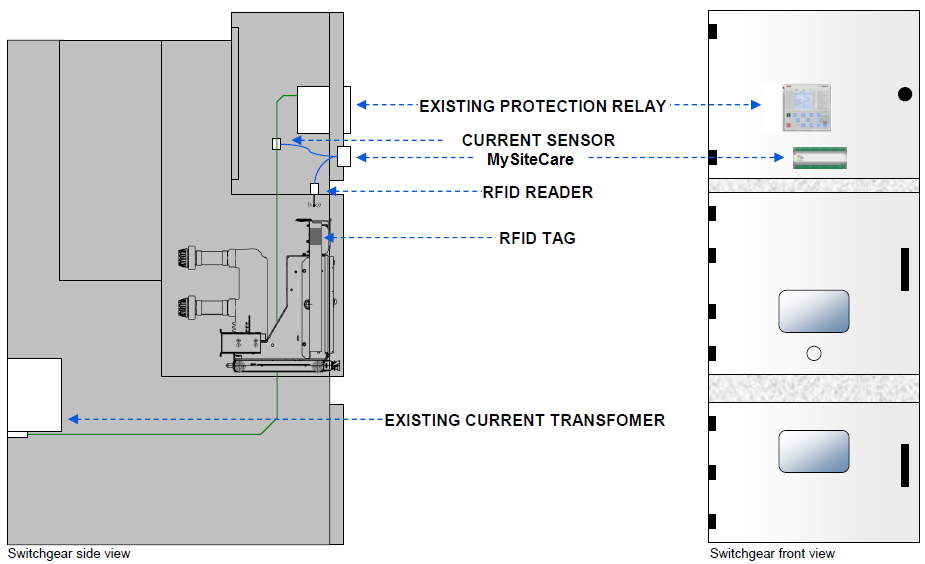 EXISTING PROTECTION RELAY
CURRENT SENSOR
MySiteCare
RFID READER
RFID TAG
EXISTING CURRENT TRANSFOMER
Switchgear side view
Switchgear front view